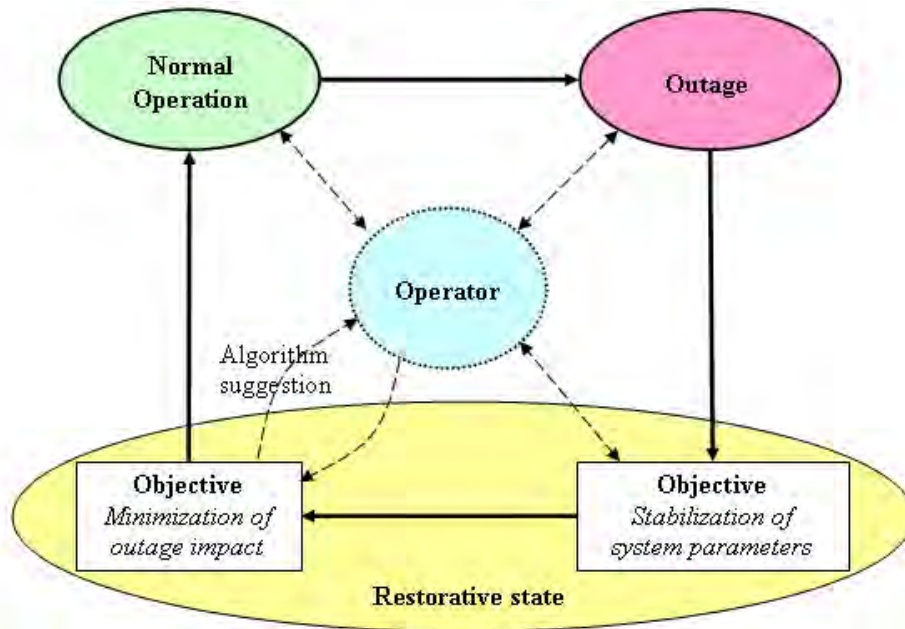 Normal
Operation
Outage
Operator
Algorithm
suggestion
Objective
Minimization of
outage impact
Objective
Stabilization of
system parameters
Restorative state